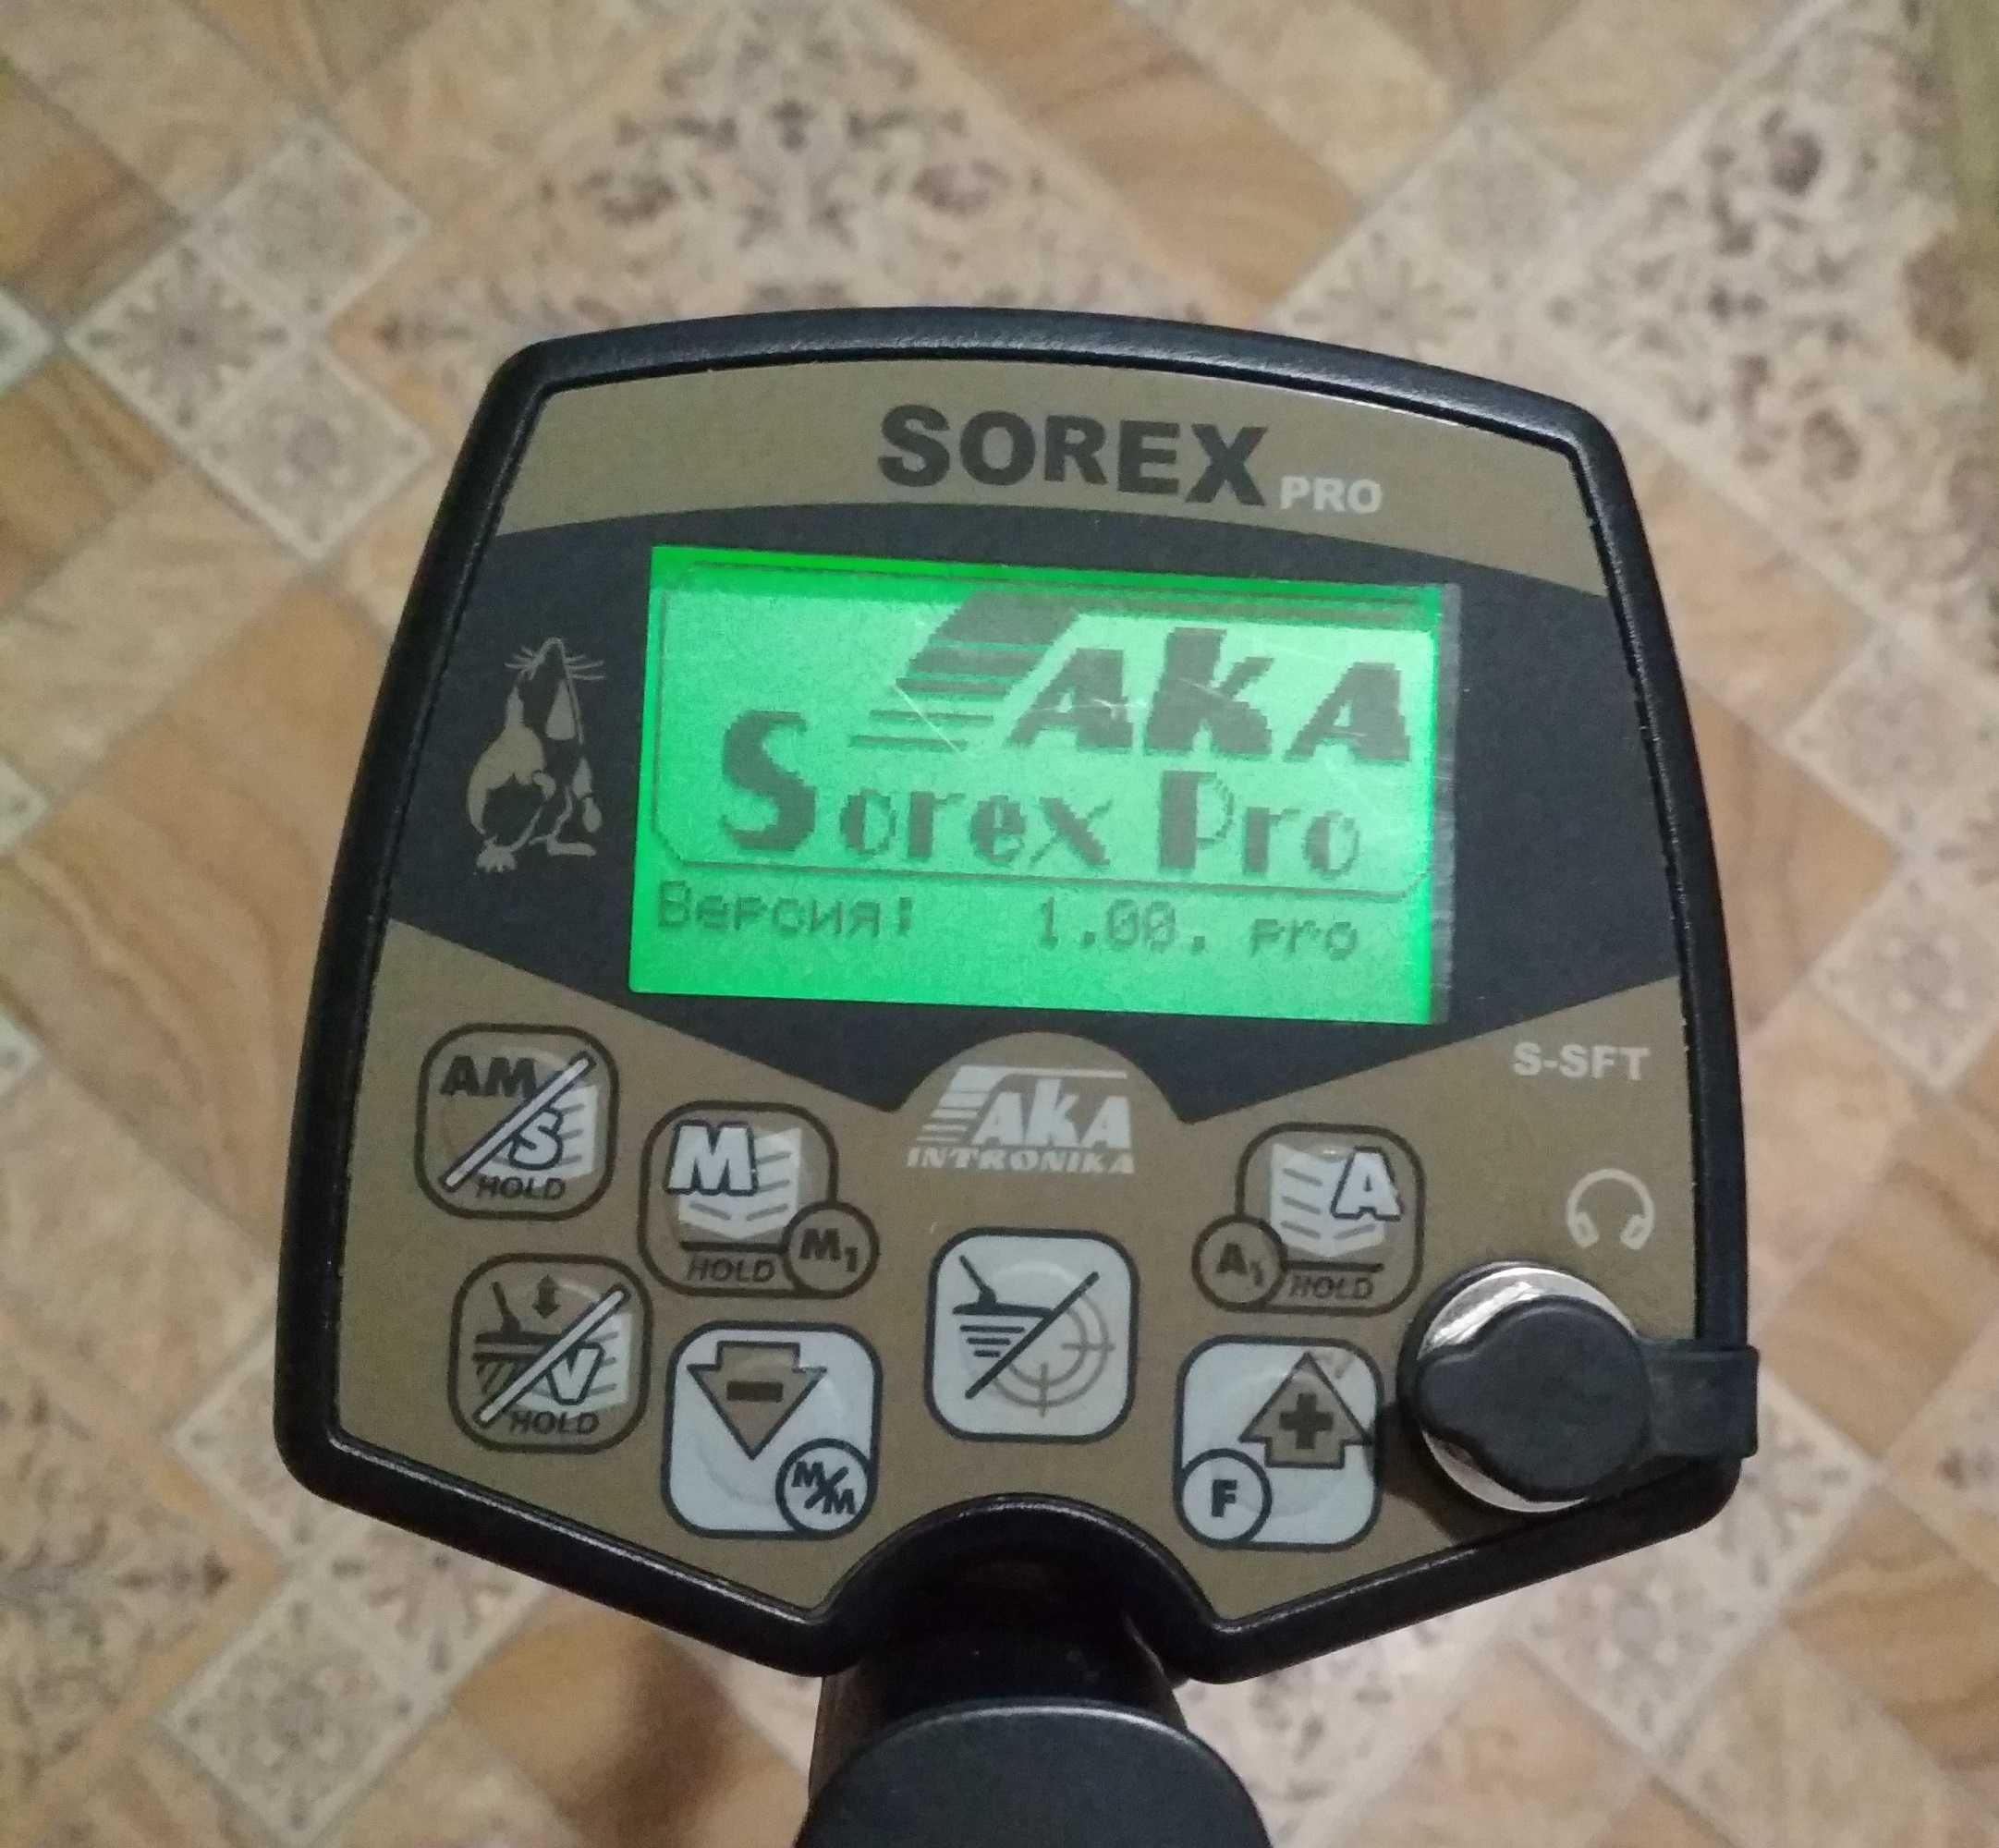 SOREX PRO
AKA
Sorex Pro
Версия: 1.00. pro
S-SFT
AKA
INTRONIKA
AM
S
HOLD
M
HOLD M1
A
A1 HOLD
V
HOLD
M/M
F